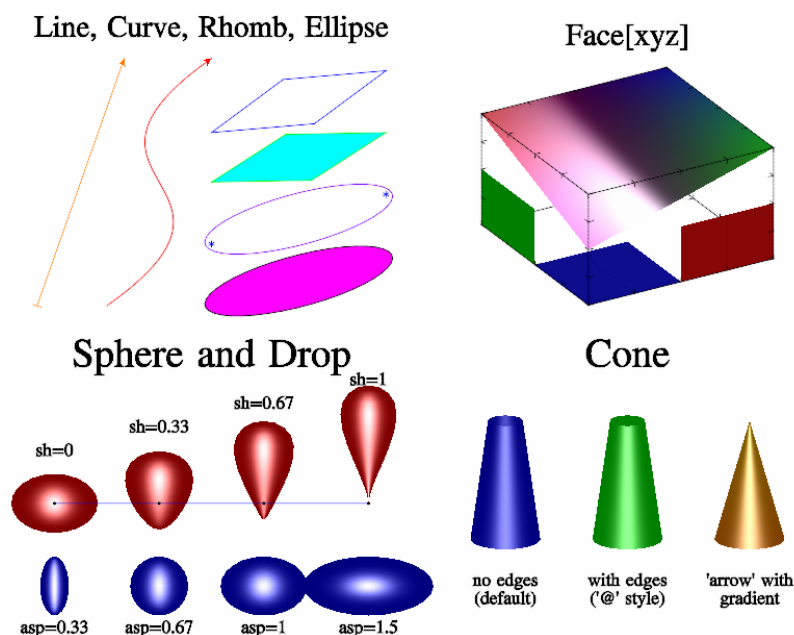 Line, Curve, Rhomb, Ellipse
Face[xyz]
*
*
Sphere and Drop
Cone
sh=0
sh=0.33
sh=0.67
sh=1
asp=0.33
asp=0.67
asp=1
asp=1.5
no edges
(default)
with edges
('@' style)
'arrow' with
gradient